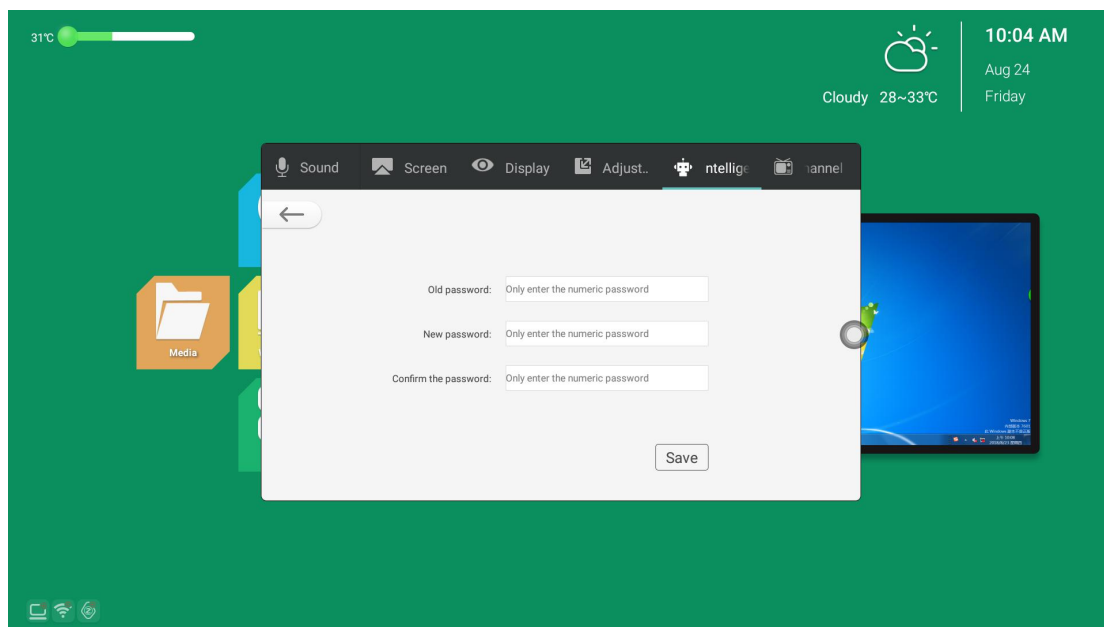 31℃
10:04 AM
Aug 24
Friday
Cloudy 28~33℃
Sound
Screen
Display
Adjust..
ntellige
annel
Old password: Only enter the numeric password
New password: Only enter the numeric password
Confirm the password: Only enter the numeric password
Save
Media